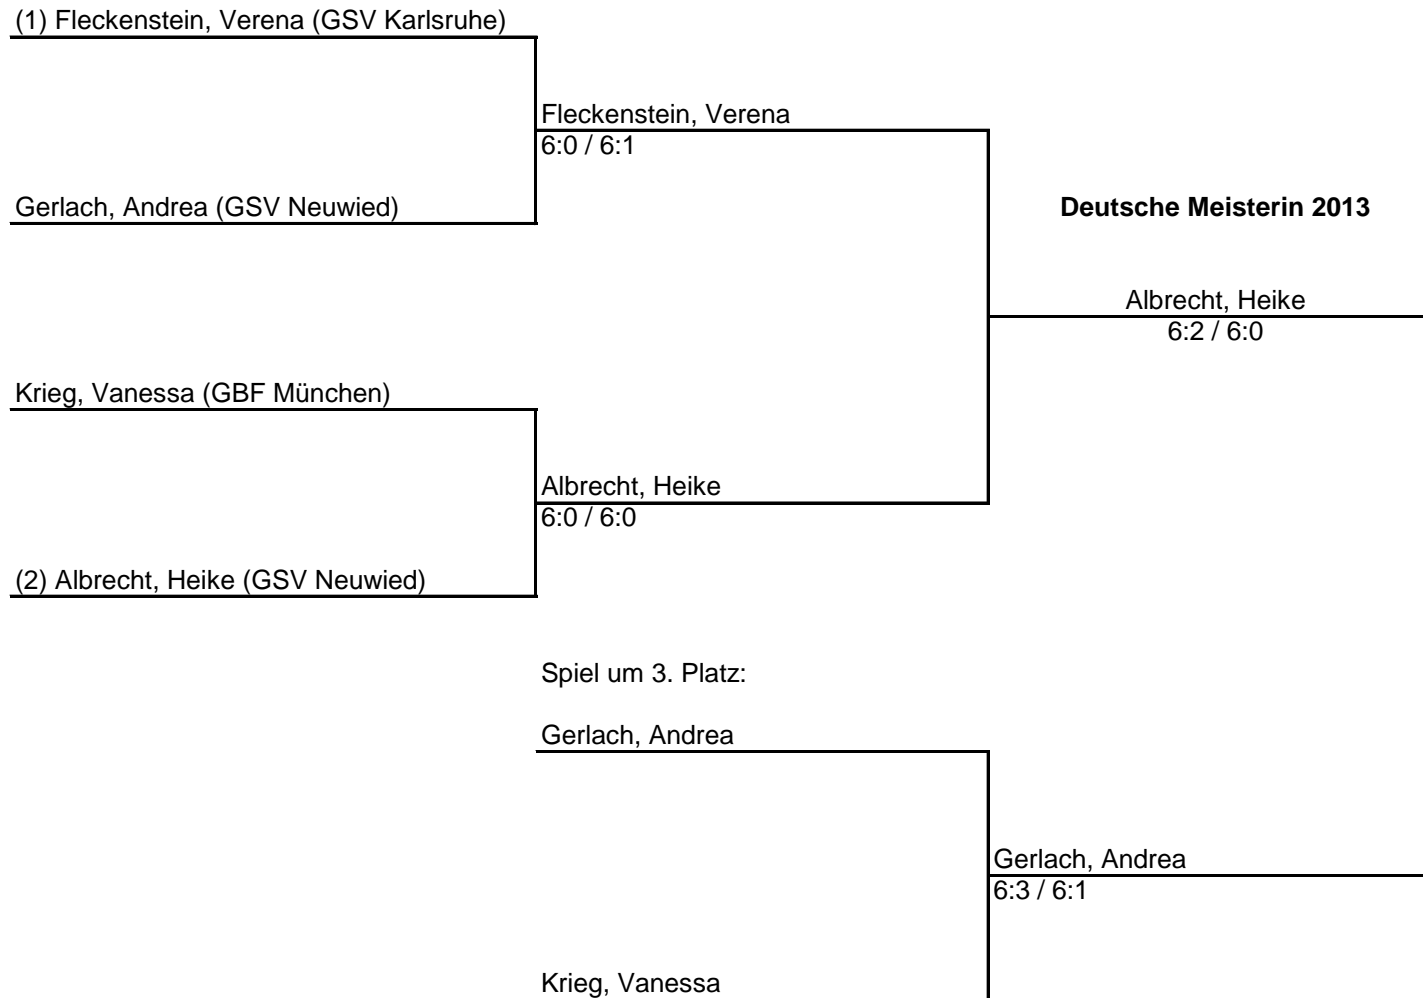 (1) Fleckenstein, Verena (GSV Karlsruhe)
Fleckenstein, Verena
6:0 / 6:1
Gerlach, Andrea (GSV Neuwied)
Deutsche Meisterin 2013
Albrecht, Heike
6:2 / 6:0
Krieg, Vanessa (GBF München)
Albrecht, Heike
6:0 / 6:0
(2) Albrecht, Heike (GSV Neuwied)
Spiel um 3. Platz:
Gerlach, Andrea
Gerlach, Andrea
6:3 / 6:1
Krieg, Vanessa